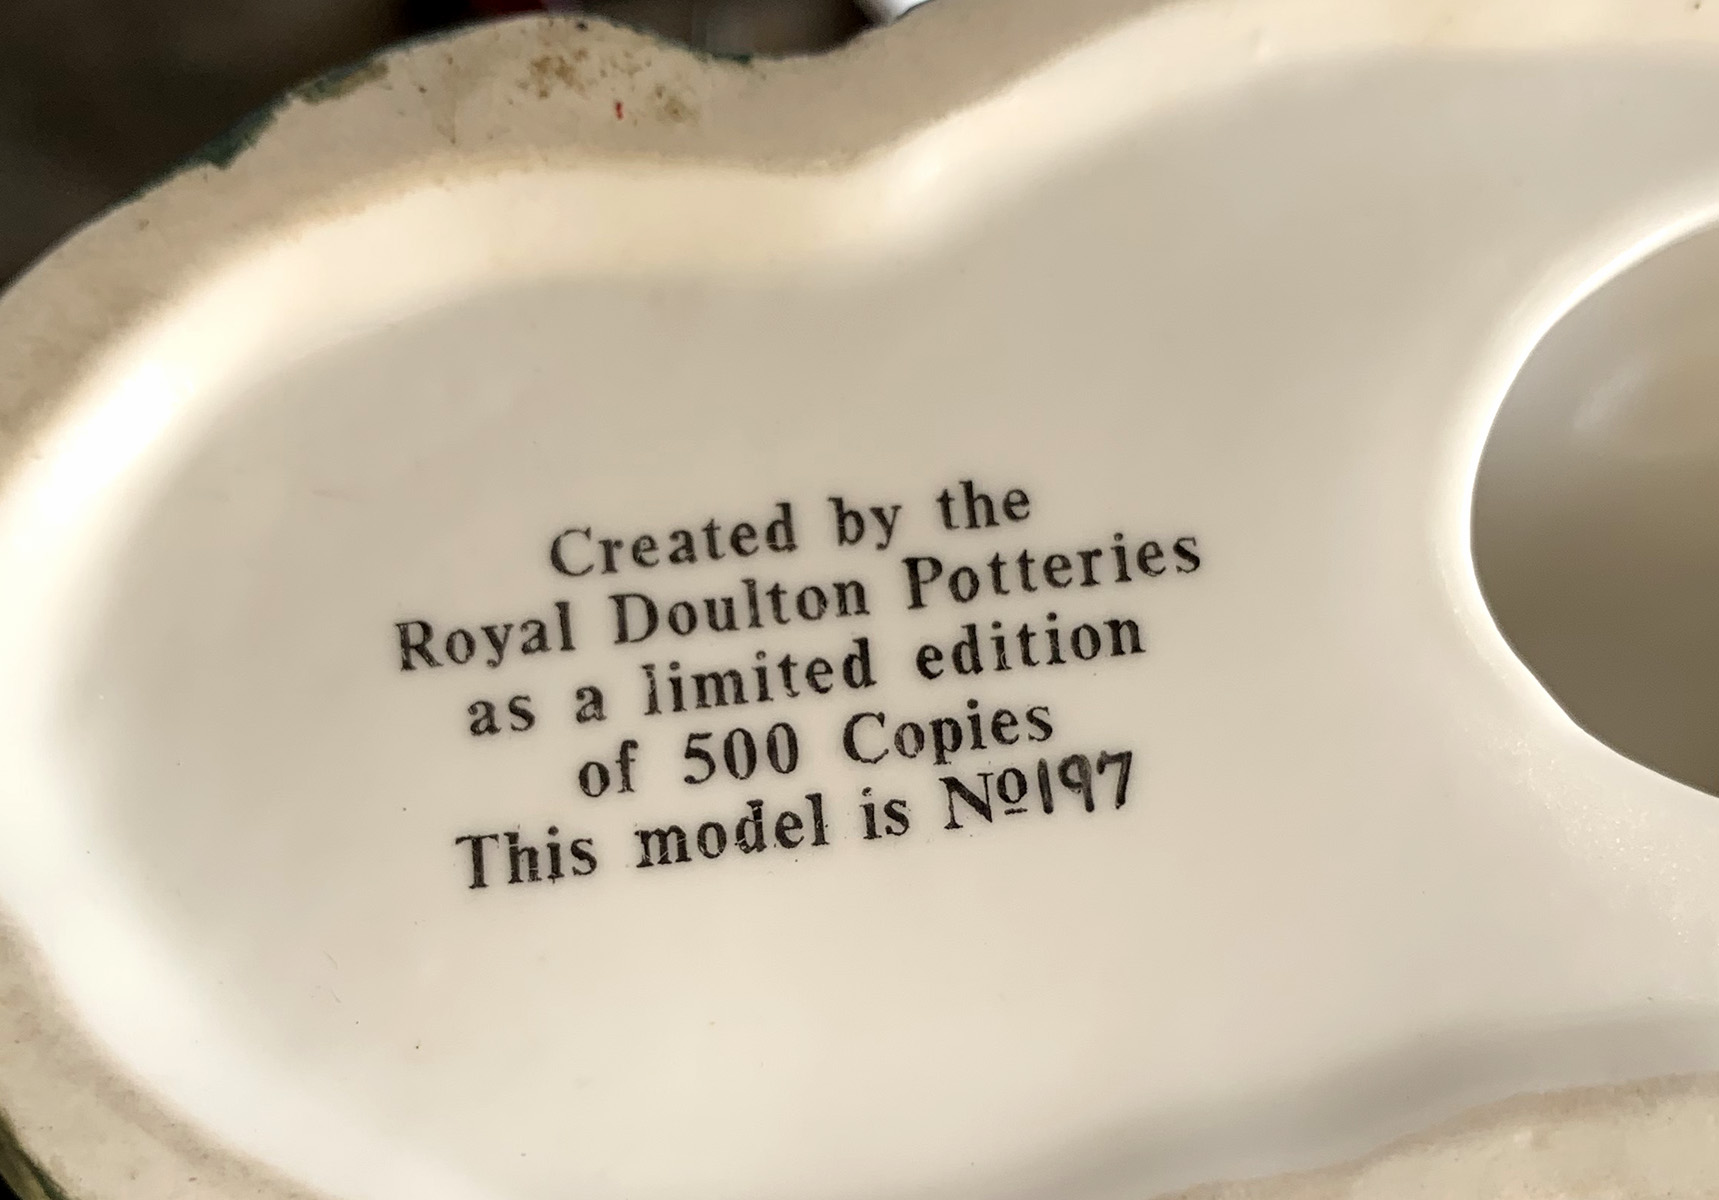 Created by the
Royal Doulton Potteries
as a limited edition
of 500 Copies
This model is Nº197